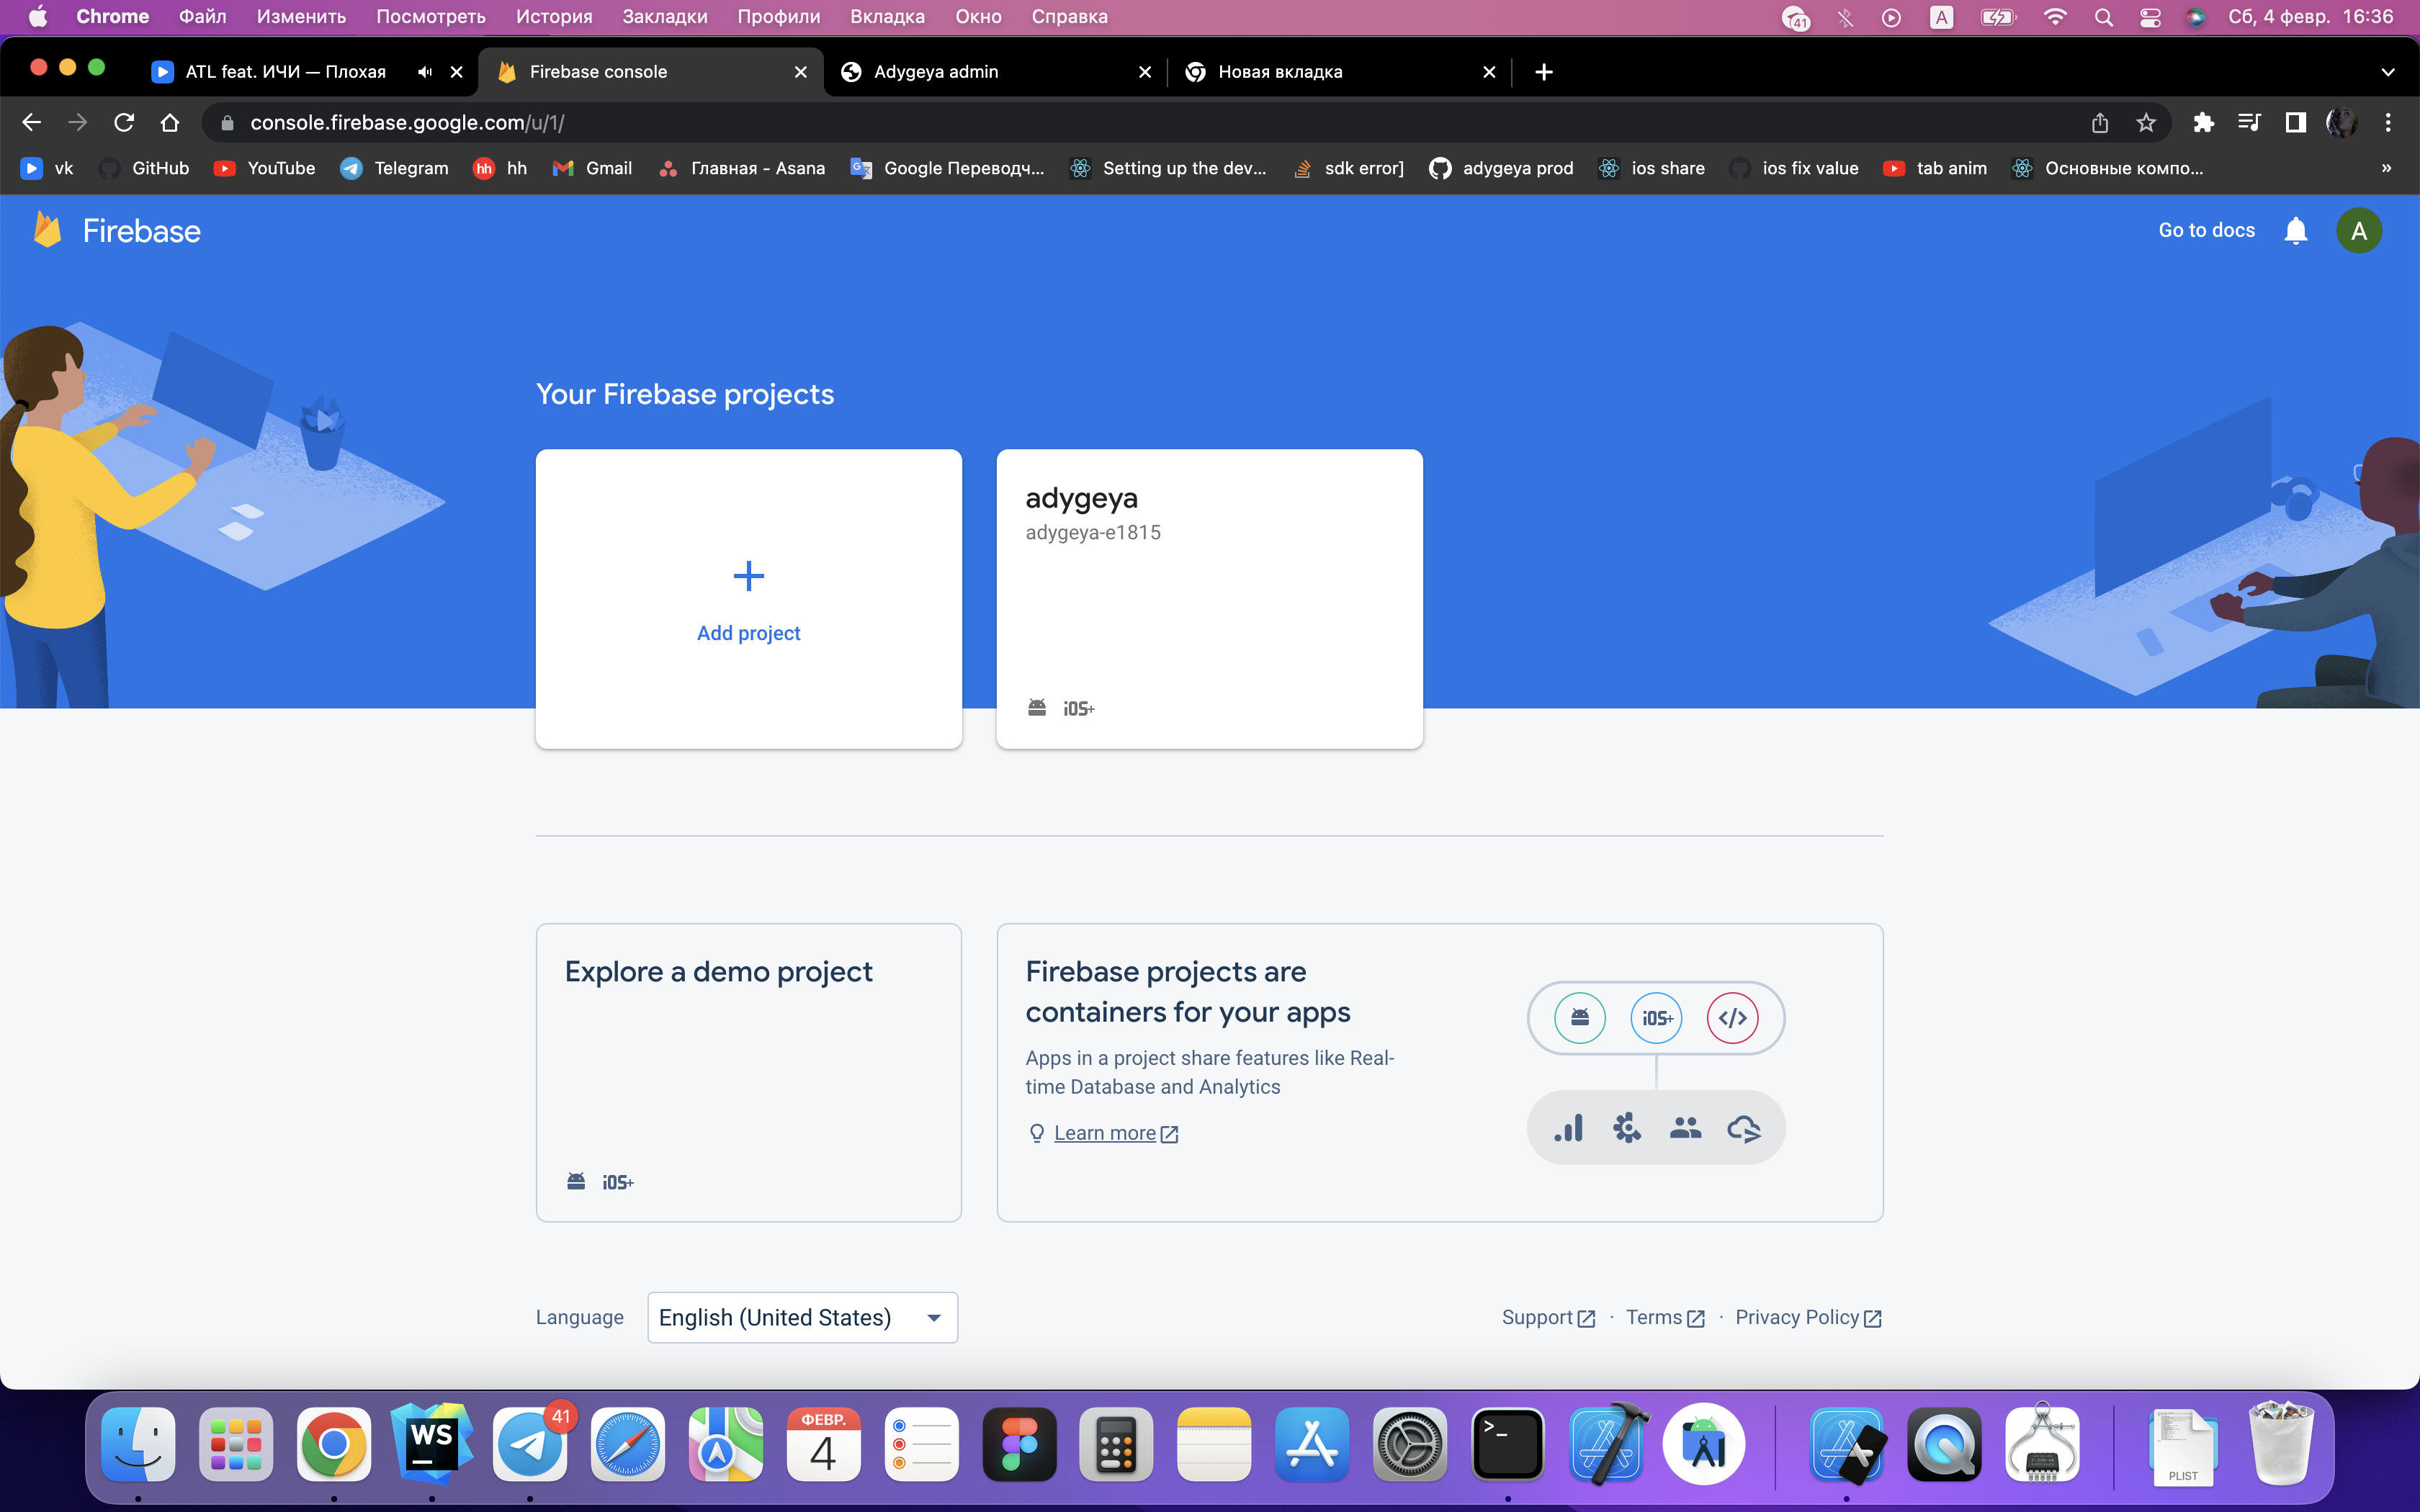 Chrome Файл Изменить Посмотреть История Закладки Профили Вкладка Окно Справка 41 A Сб, 4 февр. 16:36
ATL feat. ИЧИ — Плохая Firebase console Adygeya admin Новая вкладка
console.firebase.google.com/u/1/
vk GitHub YouTube Telegram hh hh Gmail Главная - Asana Google Переводч... Setting up the dev... sdk error] adygeya prod ios share ios fix value tab anim Основные компо... »
Firebase Go to docs A
Your Firebase projects
adygeya
adygeya-e1815
Add project
iOS+
Explore a demo project
Firebase projects are
containers for your apps
Apps in a project share features like Real-
time Database and Analytics
Learn more
iOS+
iOS+
Language English (United States) Support · Terms · Privacy Policy
WS 41 ФЕВР. 4 PLIST